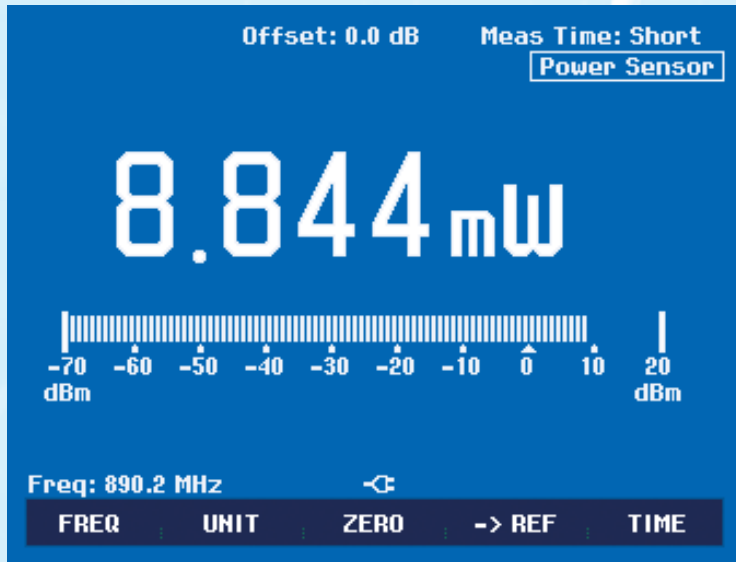 Offset: 0.0 dB Meas Time: Short
Power Sensor
8.844 mW
-70 -60 -50 -40 -30 -20 -10 0 10 20
dBm dBm
Freq: 890.2 MHz
FREQ UNIT ZERO -> REF TIME